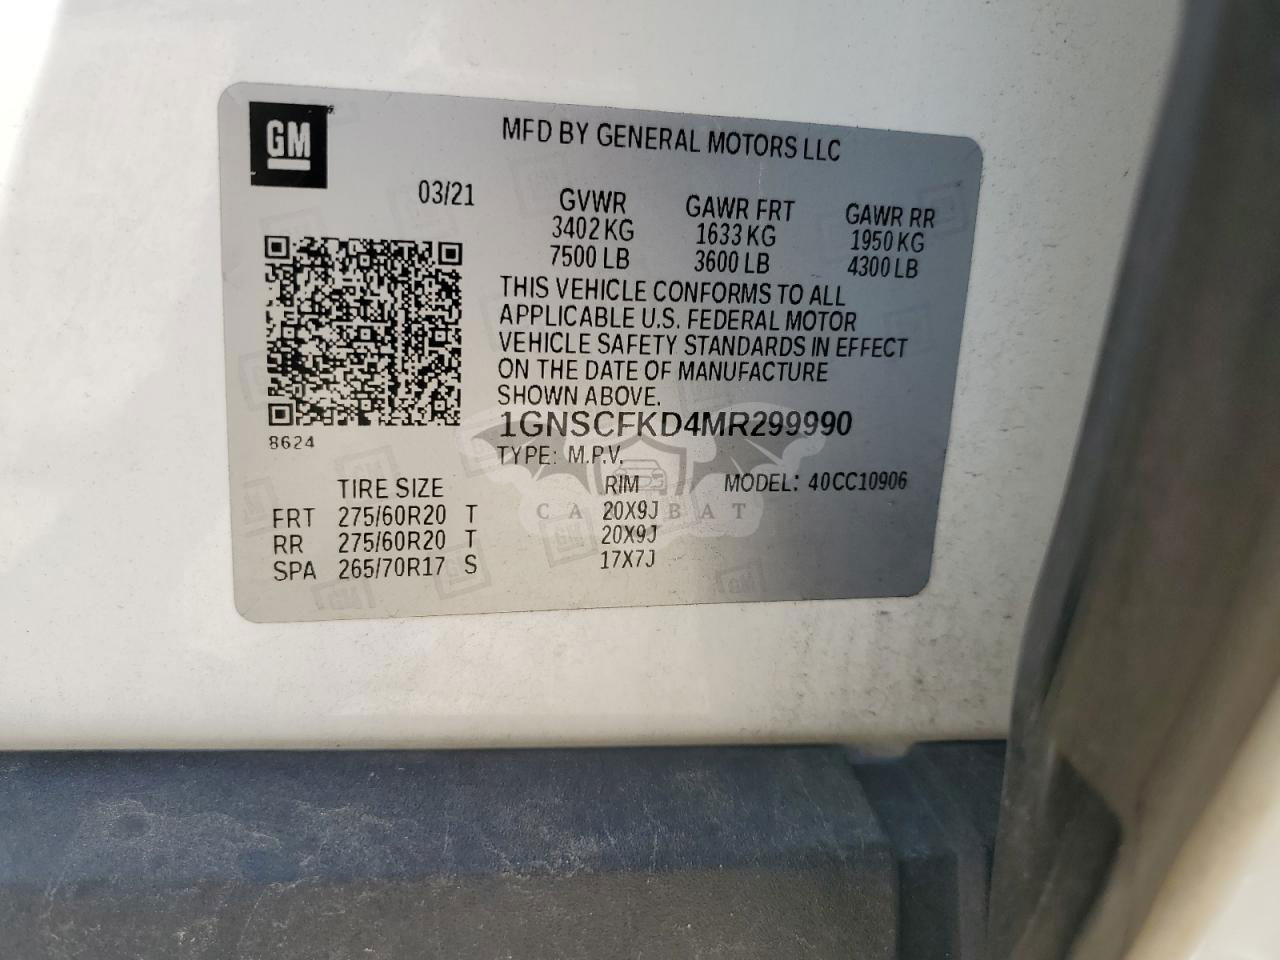 GM
MFD BY GENERAL MOTORS LLC
03/21
GVWR GAWR FRT GAWR RR
3402 KG 1633 KG 1950 KG
7500 LB 3600 LB 4300 LB
THIS VEHICLE CONFORMS TO ALL
APPLICABLE U.S. FEDERAL MOTOR
VEHICLE SAFETY STANDARDS IN EFFECT
ON THE DATE OF MANUFACTURE
SHOWN ABOVE.
8624
1GNSCFKD4MR299990
TYPE: M.P.V.
MODEL: 40CC10906
TIRE SIZE RIM
FRT 275/60R20 T 20X9J
RR 275/60R20 T 20X9J
SPA 265/70R17 S 17X7J